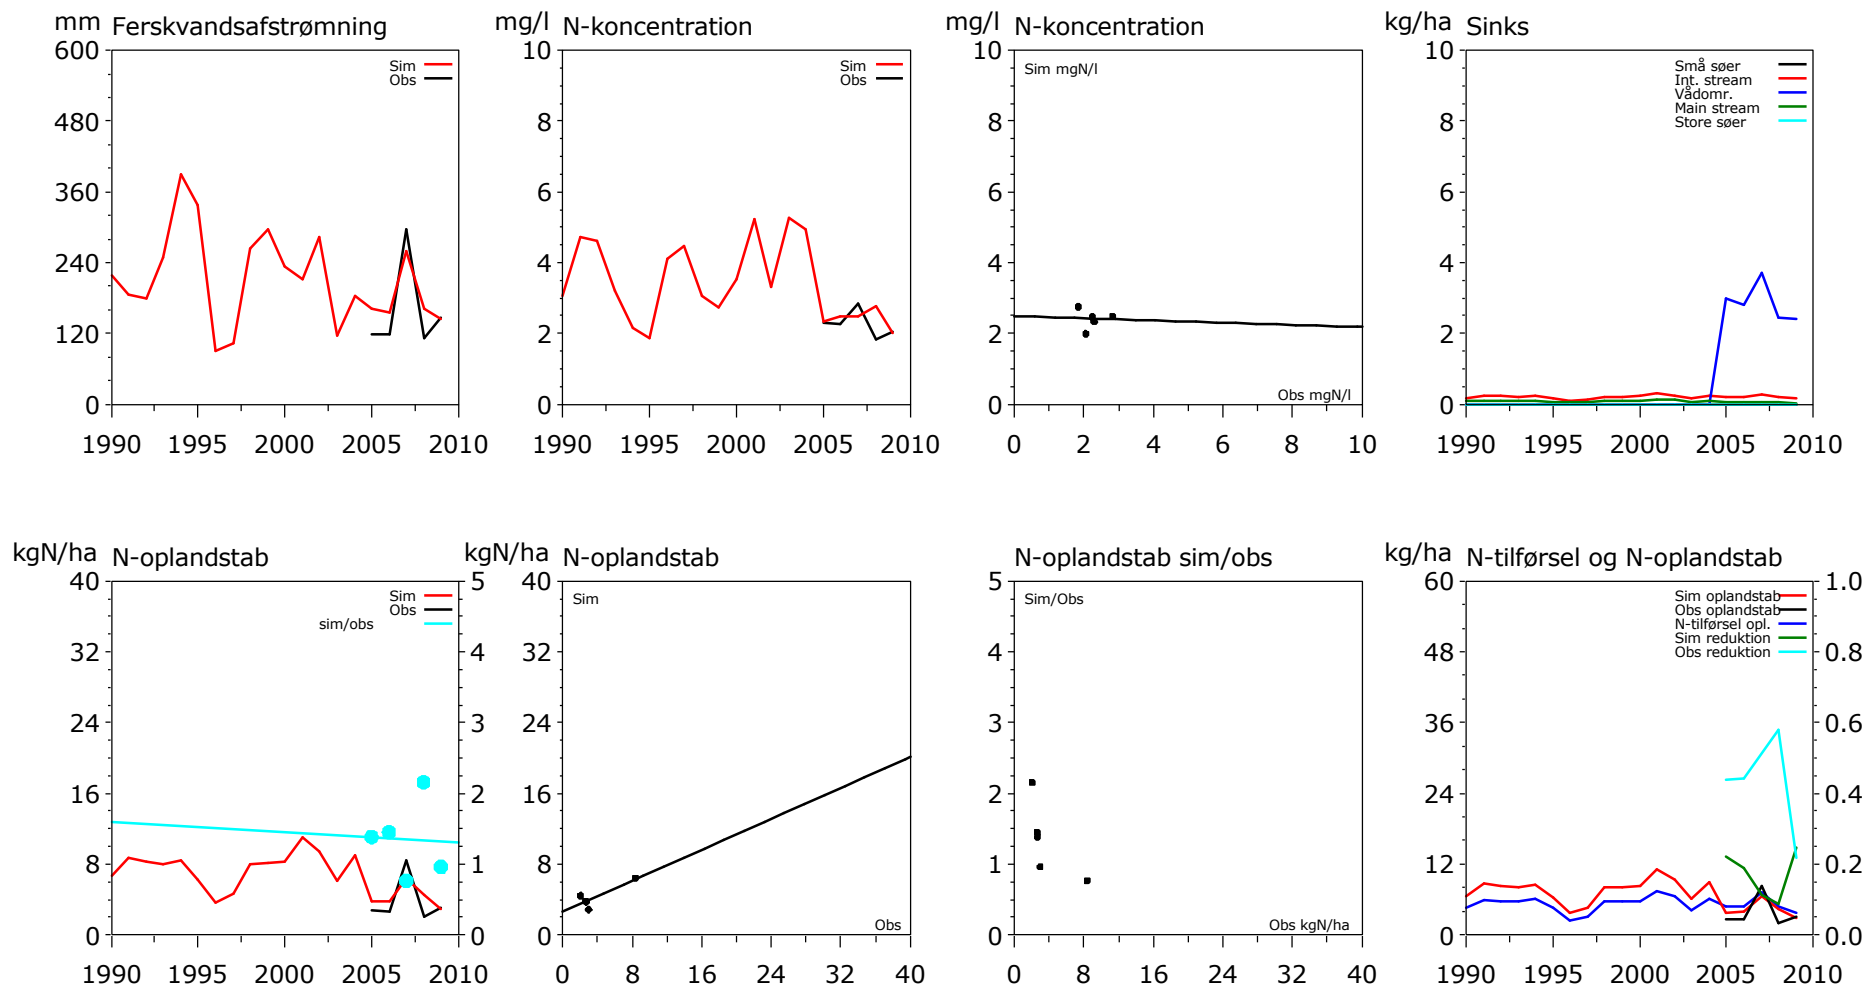 mm Ferskvandsafstrømning
600
480
360
240
120
0
1990 1995 2000 2005 2010
Sim
Obs
mg/l N-koncentration
10
8
6
4
2
0
1990 1995 2000 2005 2010
Sim
Obs
mg/l N-koncentration
10
8
6
4
2
0
0 2 4 6 8 10
Sim mgN/l
Obs mgN/l
kg/ha Sinks
10
8
6
4
2
0
1990 1995 2000 2005 2010
Små søer
Int. stream
Vådomr.
Main stream
Store søer
kgN/ha N-oplandstab
40
32
24
16
8
0
1990 1995 2000 2005 2010
5
4
3
2
1
0
Sim
Obs
sim/obs
kgN/ha N-oplandstab
40
32
24
16
8
0
0 8 16 24 32 40
Sim
Obs
N-oplandstab sim/obs
5
4
3
2
1
0
0 8 16 24 32 40
Sim/Obs
Obs kgN/ha
kg/ha N-tilførsel og N-oplandstab
60
48
36
24
12
0
1990 1995 2000 2005 2010
1.0
0.8
0.6
0.4
0.2
0.0
Sim oplandstab
Obs oplandstab
N-tilførsel opl.
Sim reduktion
Obs reduktion